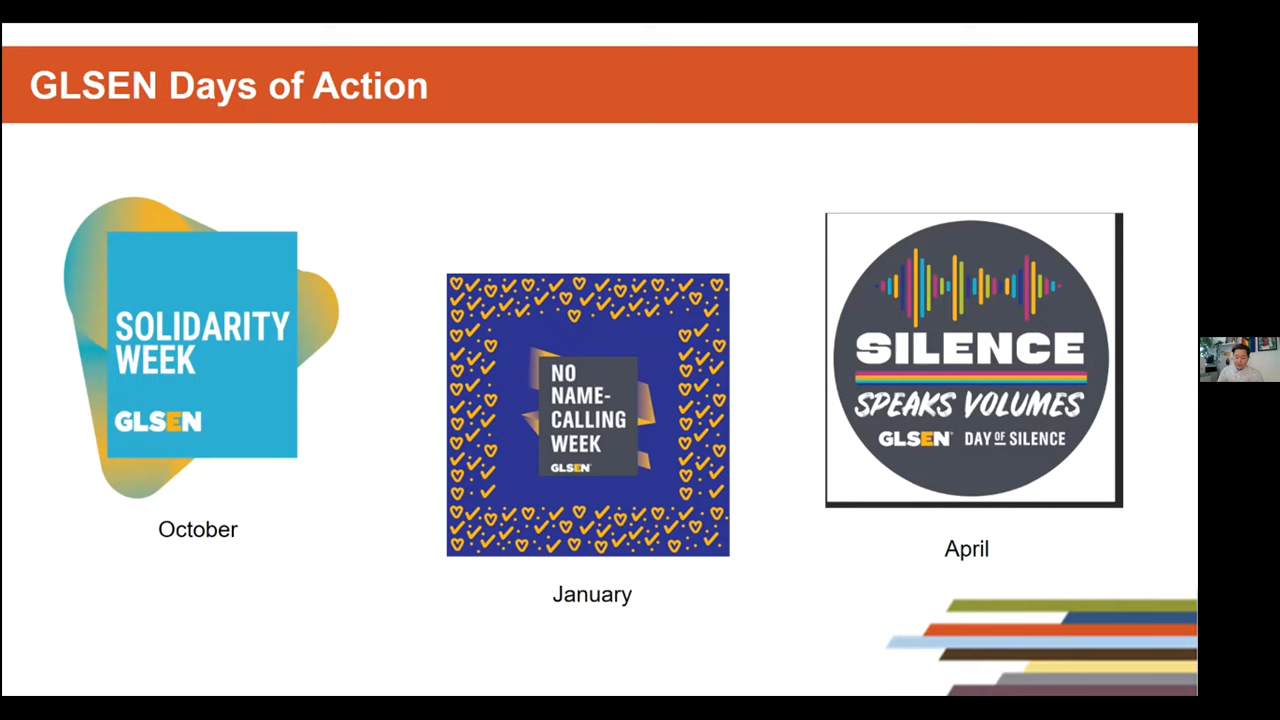 GLSEN Days of Action
SOLIDARITY
WEEK
GLSEN
October
NO
NAME-
CALLING
WEEK
GLSEN
January
SILENCE
SPEAKS VOLUMES
GLSEN® DAY OF SILENCE
April